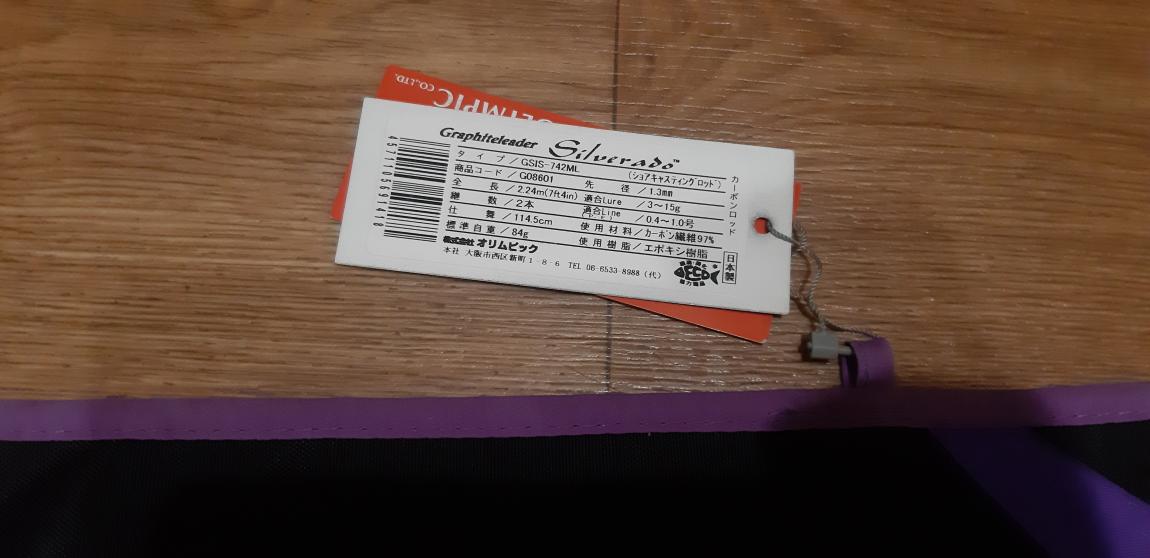 OLYMPIC CO.,LTD.
Graphiteleader Silverado™
タイプ／GSIS-742ML (ショアキャスティングロッド)
商品コード／G08601 先径／1.3mm
全長／2.24m(7ft4in) 適合Lure／3～15g
継数／2本 適合Line／0.4～1.0号
仕舞／114.5cm 使用材料／カーボン繊維97%
標準自重／84g 使用樹脂／エポキシ樹脂
株式会社オリムピック
本社 大阪市西区新町1-8-6 TEL 06-6533-8988（代）
カーボンロッド
日本製
ECO
4571105691418